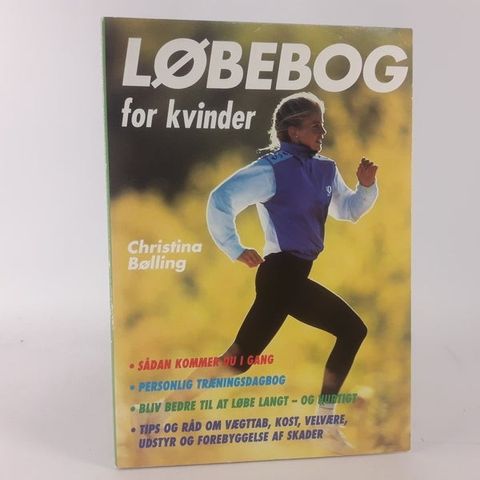 LØBEBOG
for kvinder
Christina
Bølling
• SÅDAN KOMMER DU I GANG
• PERSONLIG TRÆNINGSDAGBOG
• BLIV BEDRE TIL AT LØBE LANGT – OG HURTIGT
• TIPS OG RÅD OM VÆGTTAB, KOST, VELVÆRE,
UDSTYR OG FOREBYGGELSE AF SKADER